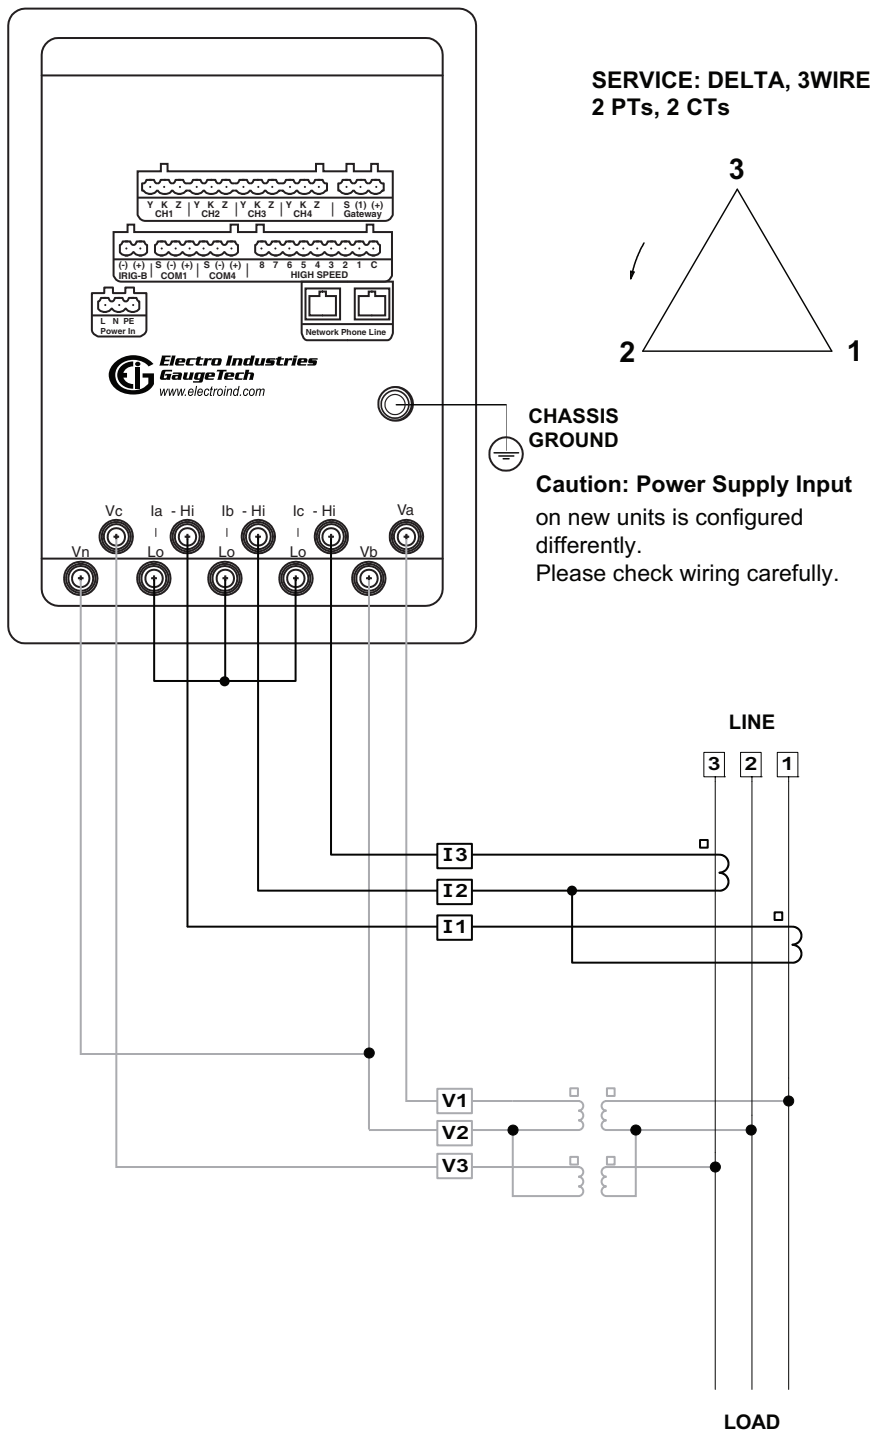 SERVICE: DELTA, 3WIRE
2 PTs, 2 CTs
3
2
1
Y K Z | Y K Z | Y K Z | Y K Z | S (1) (+)
CH1 CH2 CH3 CH4 Gateway
(-) (+) | S (-) (+) | S (-) (+) | 8 7 6 5 4 3 2 1 C
IRIG-B COM1 COM4 HIGH SPEED
L N PE
Power In
Network Phone Line
EIG Electro Industries
GaugeTech
www.electroind.com
CHASSIS
GROUND
Caution: Power Supply Input
on new units is configured
differently.
Please check wiring carefully.
Vc Ia - Hi Ib - Hi Ic - Hi Va
Vn Lo Lo Lo Vb
LINE
3 2 1
I3
I2
I1
V1
V2
V3
LOAD